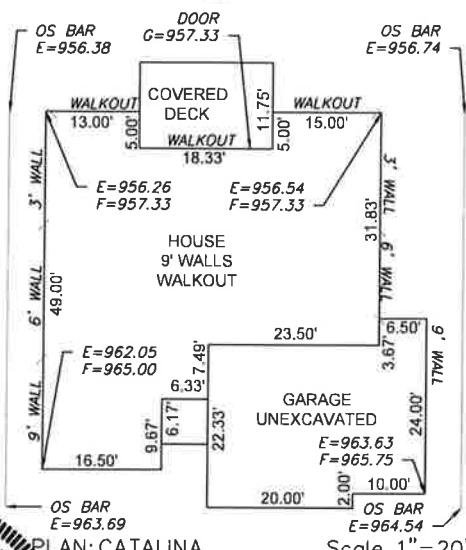 OS BAR
E=956.38
DOOR
G=957.33
OS BAR
E=956.74
WALKOUT
13.00'
COVERED
DECK
5.00'
11.75'
WALKOUT
15.00'
5.00'
WALKOUT
18.33'
3' WALL
E=956.26
F=957.33
E=956.54
F=957.33
3' WALL
31.83'
HOUSE
9' WALLS
WALKOUT
6' WALL
49.00'
6' WALL
23.50'
6.50'
3.67'
9' WALL
E=962.05
F=965.00
7.49'
6.33'
GARAGE
UNEXCAVATED
24.00'
9' WALL
9.67'
6.17'
22.33'
E=963.63
F=965.75
16.50'
10.00'
2.00'
20.00'
OS BAR
E=963.69
OS BAR
E=964.54
PLAN: CATALINA
Scale 1"=20'